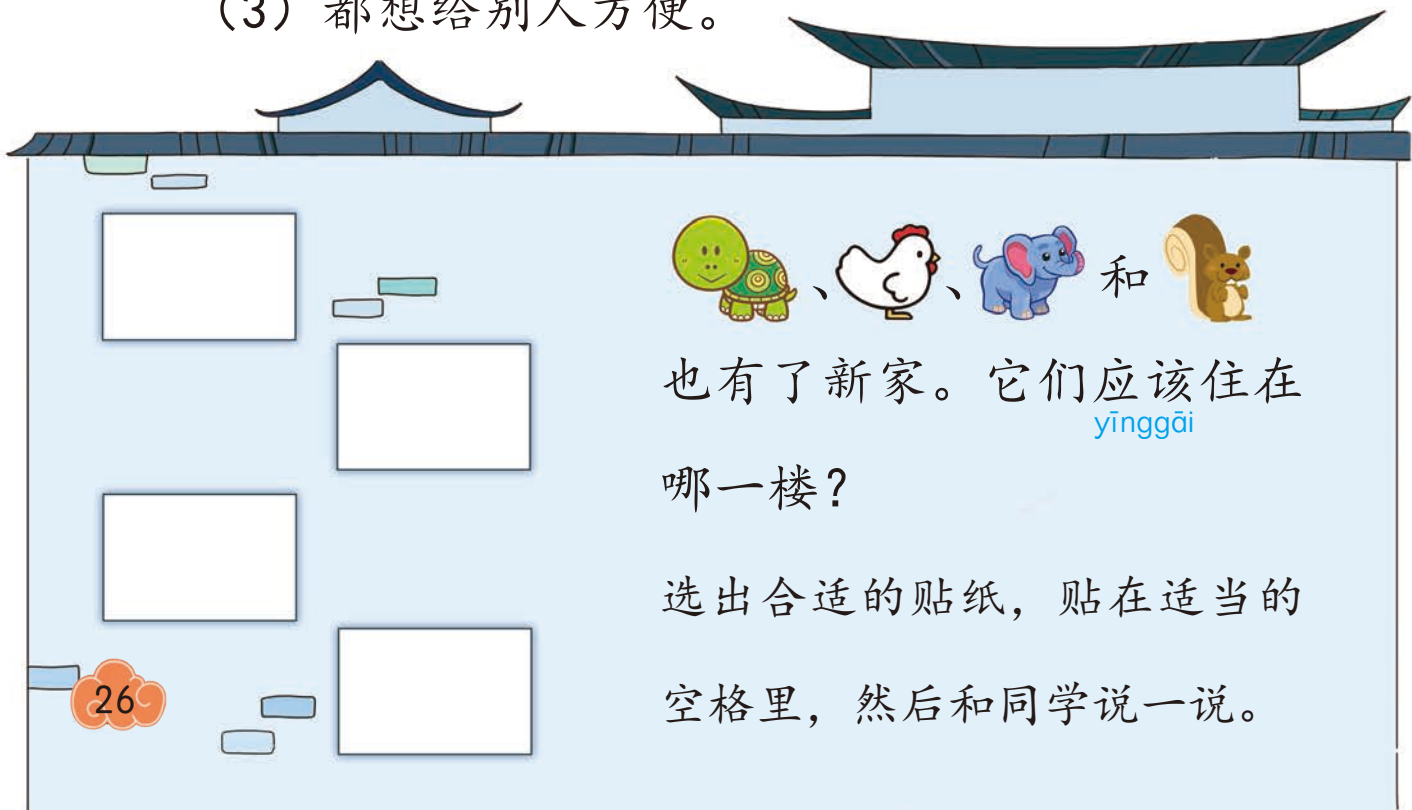 （3）都想给别人方便。
、、和
也有了新家。它们应该住在
yīnggāi
哪一楼？
选出合适的贴纸，贴在适当的
空格里，然后和同学说一说。
26